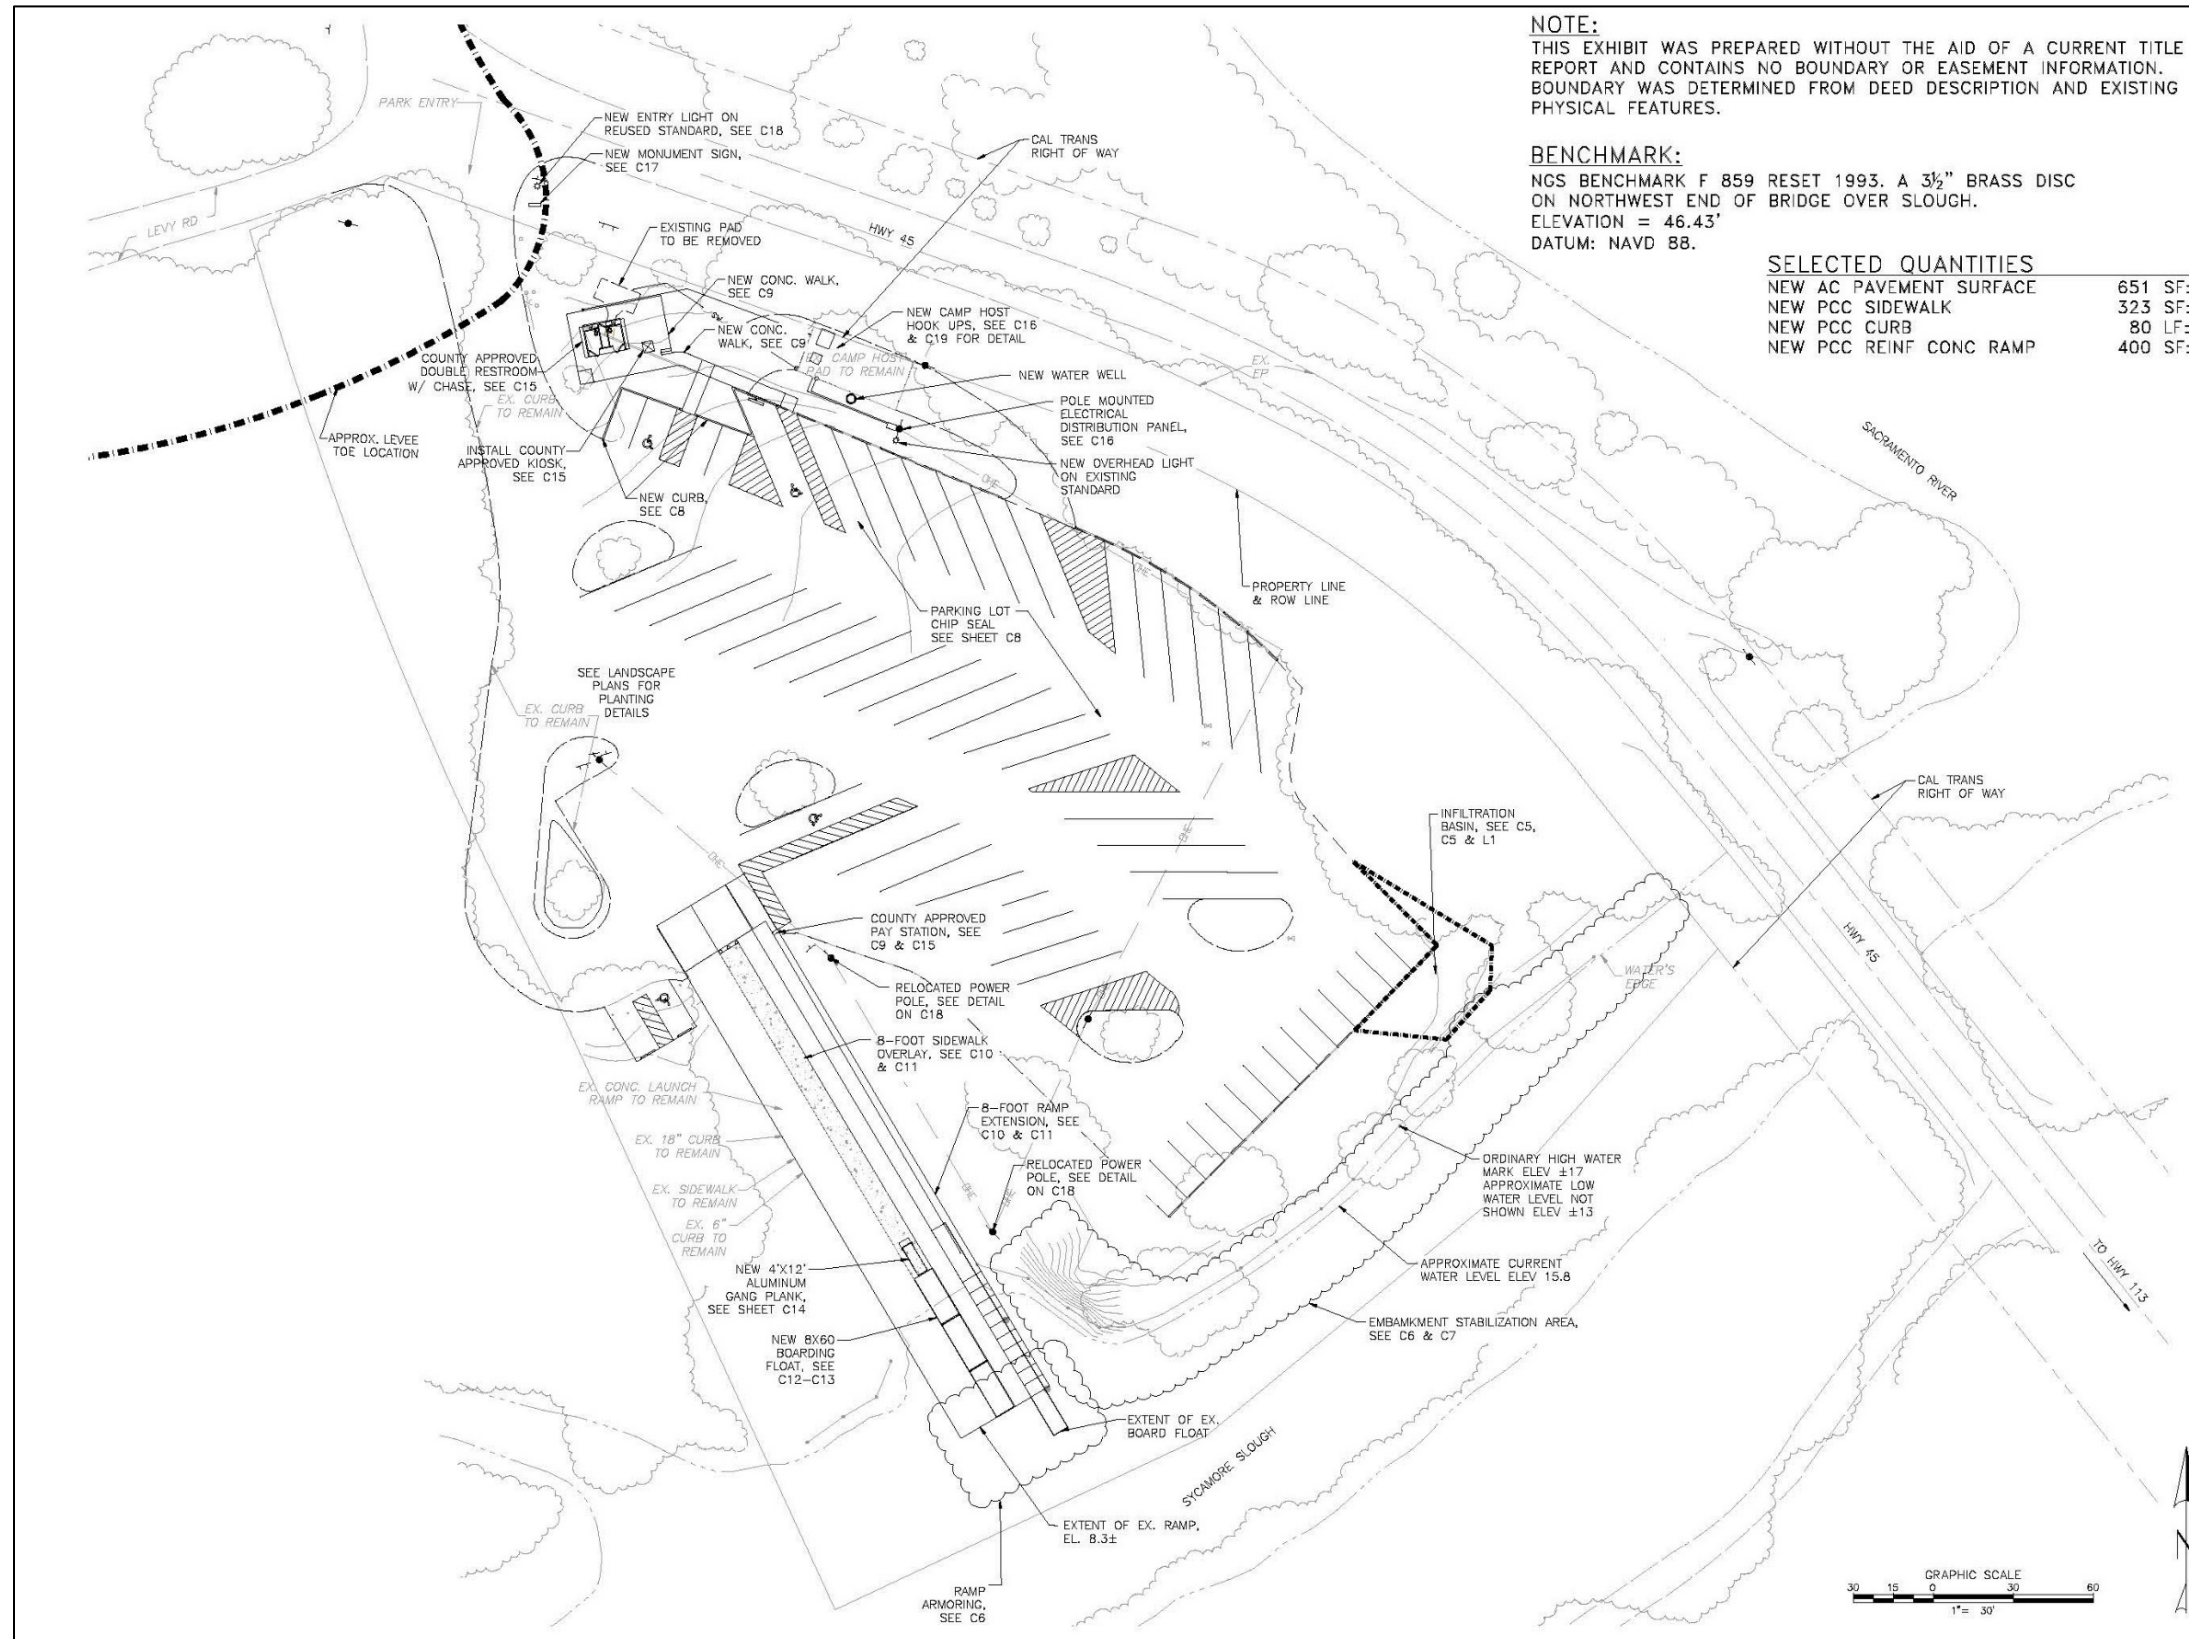 NOTE:
THIS EXHIBIT WAS PREPARED WITHOUT THE AID OF A CURRENT TITLE
REPORT AND CONTAINS NO BOUNDARY OR EASEMENT INFORMATION.
BOUNDARY WAS DETERMINED FROM DEED DESCRIPTION AND EXISTING
PHYSICAL FEATURES.
BENCHMARK:
NGS BENCHMARK F 859 RESET 1993. A 3½" BRASS DISC
ON NORTHWEST END OF BRIDGE OVER SLOUGH.
ELEVATION = 46.43'
DATUM: NAVD 88.
SELECTED QUANTITIES
NEW AC PAVEMENT SURFACE 651 SF±
NEW PCC SIDEWALK 323 SF±
NEW PCC CURB 80 LF±
NEW PCC REINF CONC RAMP 400 SF±
PARK ENTRY
NEW ENTRY LIGHT ON
REUSED STANDARD, SEE C18
NEW MONUMENT SIGN,
SEE C17
CAL TRANS
RIGHT OF WAY
LEVY RD
EXISTING PAD
TO BE REMOVED
HWY 45
NEW CONC. WALK,
SEE C9
NEW CONC.
WALK, SEE C9
NEW CAMP HOST
HOOK UPS, SEE C16
& C19 FOR DETAIL
SW
EX. CAMP HOST
PAD TO REMAIN
COUNTY APPROVED
DOUBLE RESTROOM
W/ CHASE, SEE C15
EX. CURB
TO REMAIN
EX.
EP
NEW WATER WELL
POLE MOUNTED
ELECTRICAL
DISTRIBUTION PANEL,
SEE C16
APPROX. LEVEE
TOE LOCATION
INSTALL COUNTY
APPROVED KIOSK,
SEE C15
NEW OVERHEAD LIGHT
ON EXISTING
STANDARD
OHE
NEW CURB,
SEE C8
SACRAMENTO RIVER
OHE
PROPERTY LINE
& ROW LINE
PARKING LOT
CHIP SEAL
SEE SHEET C8
OHE
SEE LANDSCAPE
PLANS FOR
PLANTING
DETAILS
EX. CURB
TO REMAIN
CAL TRANS
RIGHT OF WAY
INFILTRATION
BASIN, SEE C5,
C5 & L1
OHE
OHE
COUNTY APPROVED
PAY STATION, SEE
C9 & C15
HWY 45
WATER'S
EDGE
RELOCATED POWER
POLE, SEE DETAIL
ON C18
OHE
8-FOOT SIDEWALK
OVERLAY, SEE C10
& C11
EX. CONC. LAUNCH
RAMP TO REMAIN
8-FOOT RAMP
EXTENSION, SEE
C10 & C11
EX. 18" CURB
TO REMAIN
RELOCATED POWER
POLE, SEE DETAIL
ON C18
ORDINARY HIGH WATER
MARK ELEV ±17
APPROXIMATE LOW
WATER LEVEL NOT
SHOWN ELEV ±13
EX. SIDEWALK
TO REMAIN
OHE
OHE
EX. 6"
CURB TO
REMAIN
NEW 4'X12'
ALUMINUM
GANG PLANK,
SEE SHEET C14
APPROXIMATE CURRENT
WATER LEVEL ELEV 15.8
TO HWY 113
EMBAMKMENT STABILIZATION AREA,
SEE C6 & C7
NEW 8X60
BOARDING
FLOAT, SEE
C12-C13
EXTENT OF EX.
BOARD FLOAT
SYCAMORE SLOUGH
EXTENT OF EX. RAMP,
EL. 8.3±
RAMP
ARMORING,
SEE C6
GRAPHIC SCALE
30 15 0 30 60
1"= 30'
N